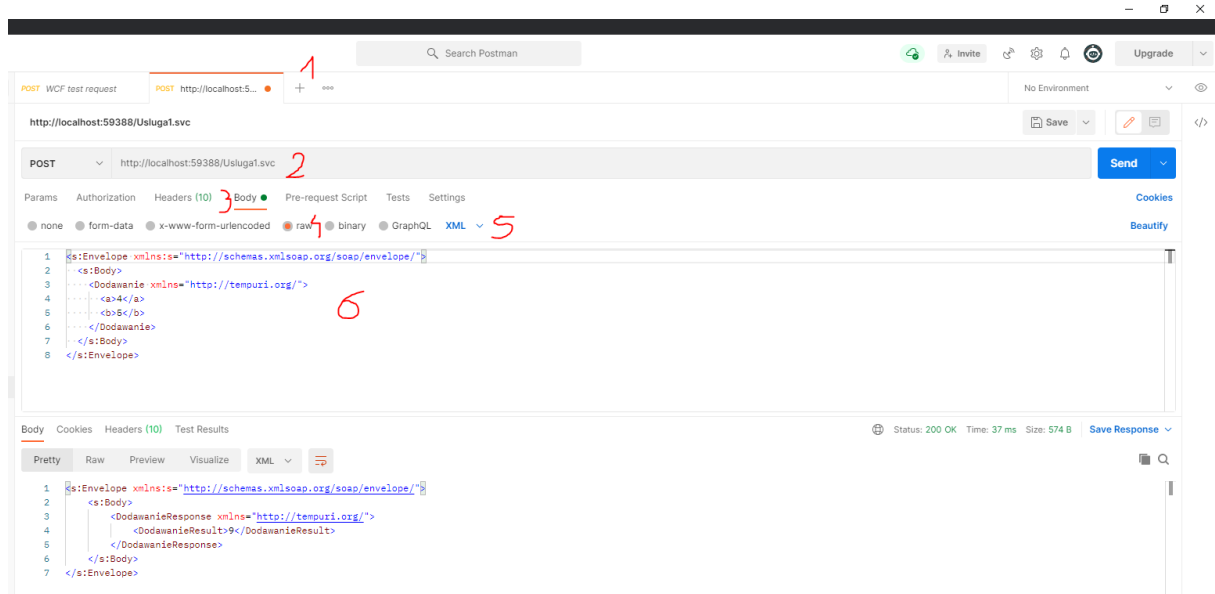 Search Postman
Invite
Upgrade
1
POST WCF test request
POST http://localhost:5...
+ ooo
No Environment
http://localhost:59388/Usluga1.svc
Save
</>
POST
http://localhost:59388/Usluga1.svc
2
Send
Params Authorization Headers (10) 3 Body Pre-request Script Tests Settings
Cookies
none form-data x-www-form-urlencoded raw 4 binary GraphQL XML 5
Beautify
1 <s:Envelope xmlns:s="http://schemas.xmlsoap.org/soap/envelope/">
2 <s:Body>
3 <Dodawanie xmlns="http://tempuri.org/">
4 <a>4</a>
5 <b>5</b>
6 </Dodawanie>
7 </s:Body>
8 </s:Envelope>
6
Body Cookies Headers (10) Test Results
Status: 200 OK Time: 37 ms Size: 574 B Save Response
Pretty Raw Preview Visualize XML
1 <s:Envelope xmlns:s="http://schemas.xmlsoap.org/soap/envelope/">
2 <s:Body>
3 <DodawanieResponse xmlns="http://tempuri.org/">
4 <DodawanieResult>9</DodawanieResult>
5 </DodawanieResponse>
6 </s:Body>
7 </s:Envelope>